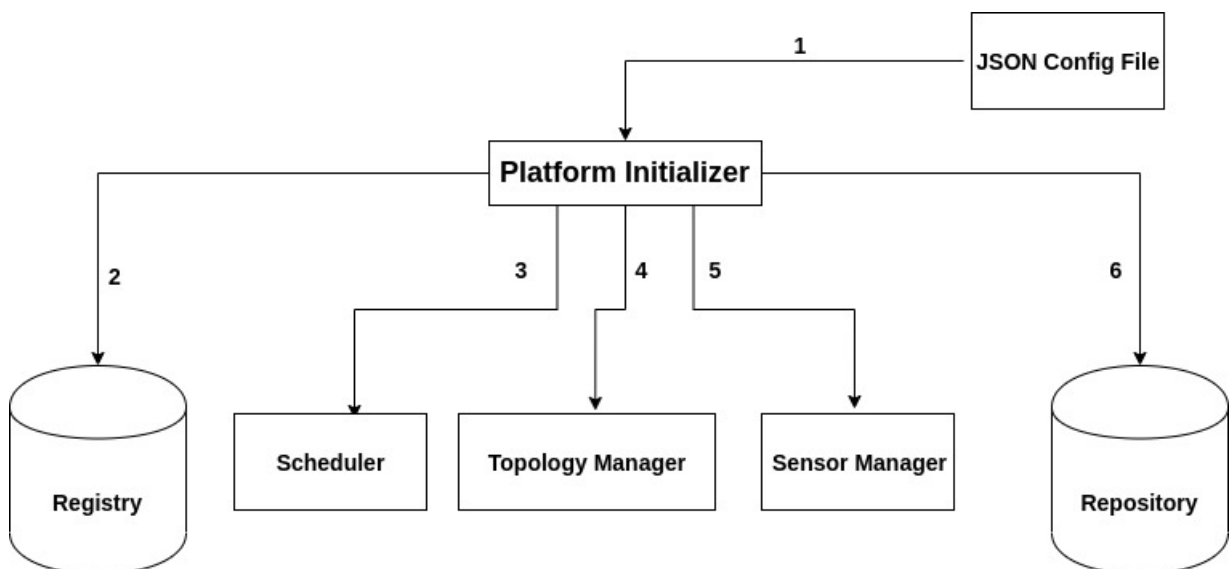 1
JSON Config File
Platform Initializer
2
3
4
5
6
Registry
Scheduler
Topology Manager
Sensor Manager
Repository